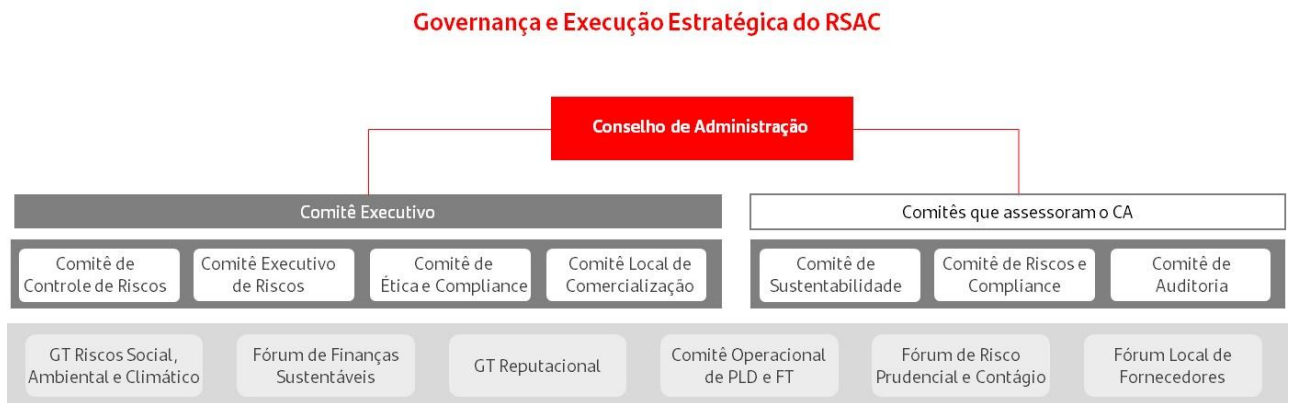 Governança e Execução Estratégica do RSAC
Conselho de Administração
Comitê Executivo
Comitês que assessoram o CA
Comitê de
Controle de Riscos
Comitê Executivo
de Riscos
Comitê de
Ética e Compliance
Comitê Local de
Comercialização
Comitê de
Sustentabilidade
Comitê de Riscos e
Compliance
Comitê de
Auditoria
GT Riscos Social,
Ambiental e Climático
Fórum de Finanças
Sustentáveis
GT Reputacional
Comitê Operacional
de PLD e FT
Fórum de Risco
Prudencial e Contágio
Fórum Local de
Fornecedores